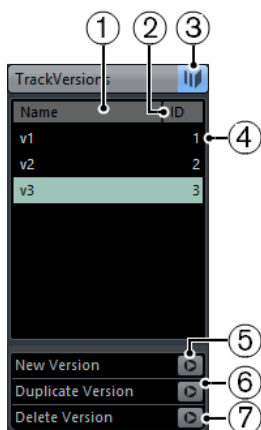 1 2 3
TrackVersions
Name ID
v1 1 4
v2 2
v3 3
5
New Version
6
Duplicate Version
Delete Version 7